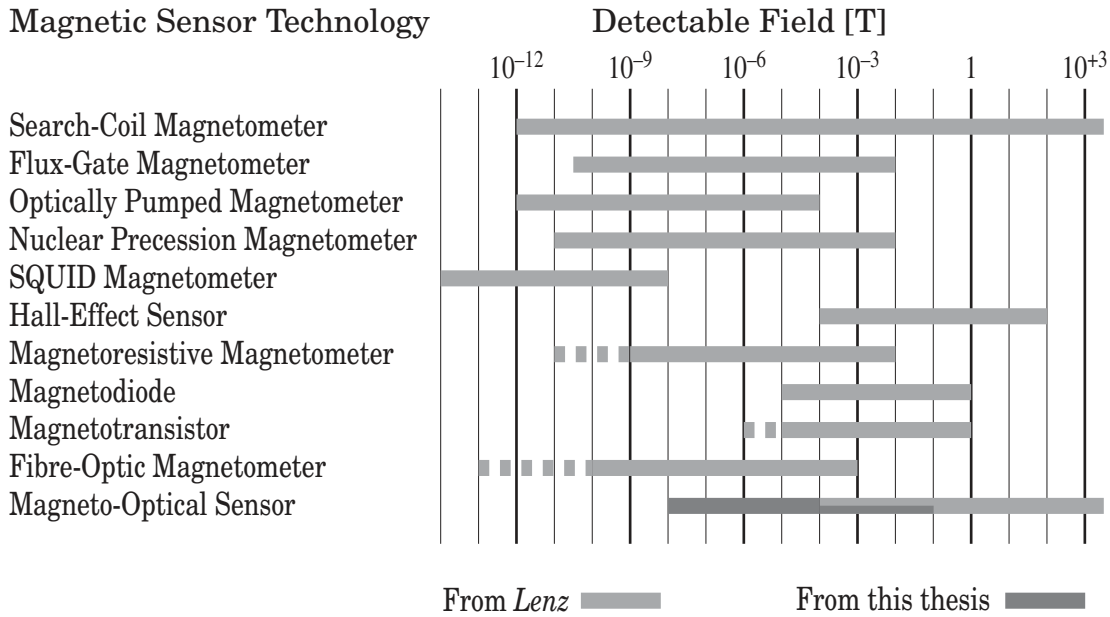 Magnetic Sensor Technology Detectable Field [T]
10–12 10–9 10–6 10–3 1 10+3
Search-Coil Magnetometer
Flux-Gate Magnetometer
Optically Pumped Magnetometer
Nuclear Precession Magnetometer
SQUID Magnetometer
Hall-Effect Sensor
Magnetoresistive Magnetometer
Magnetodiode
Magnetotransistor
Fibre-Optic Magnetometer
Magneto-Optical Sensor
From Lenz From this thesis